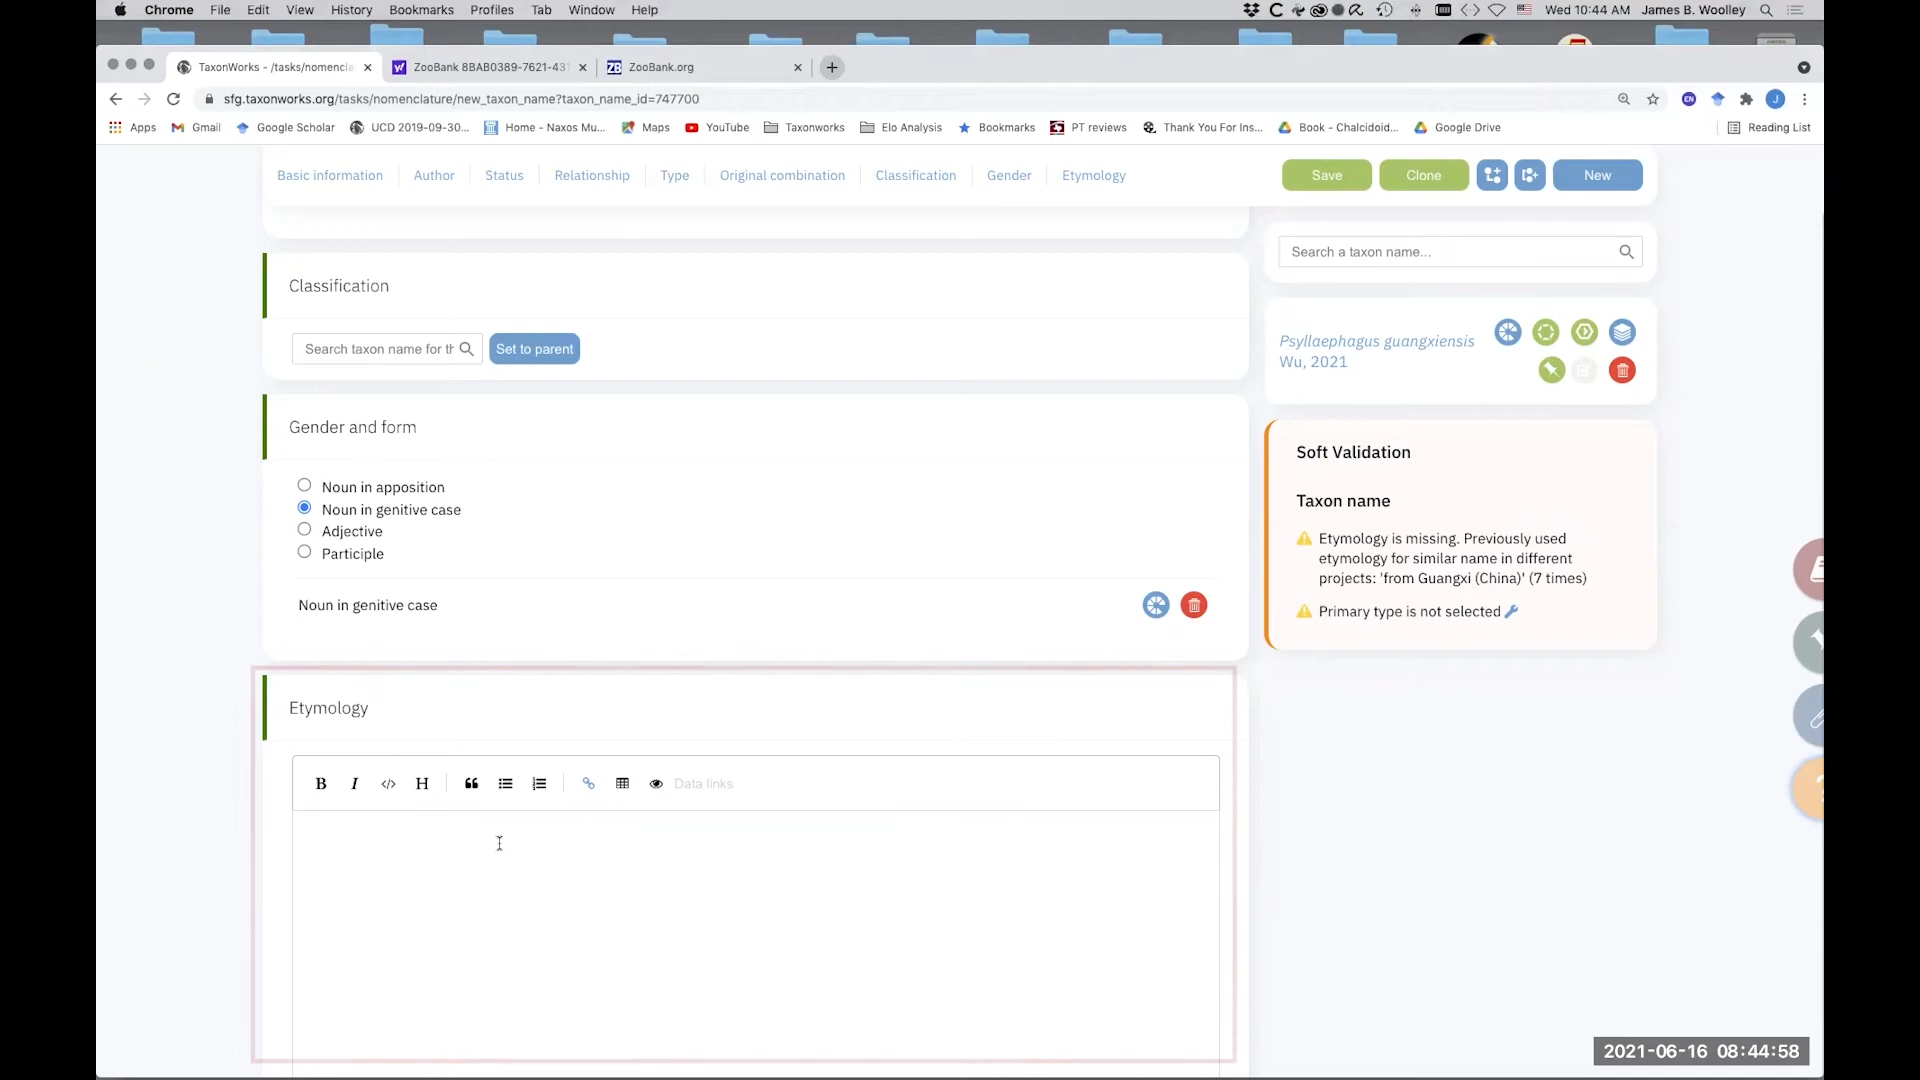 Chrome File Edit View History Bookmarks Profiles Tab Window Help Wed 10:44 AM James B. Woolley
TaxonWorks - /tasks/nomencla ZooBank 8BAB0389-7621-431 ZooBank.org
sfg.taxonworks.org/tasks/nomenclature/new_taxon_name?taxon_name_id=747700
Apps Gmail Google Scholar UCD 2019-09-30... Home - Naxos Mu... Maps YouTube Taxonworks Elo Analysis Bookmarks PT reviews Thank You For Ins... Book - Chalcidoid... Google Drive Reading List
Basic information Author Status Relationship Type Original combination Classification Gender Etymology Save Clone New
Search a taxon name...
Classification
Search taxon name for th Set to parent
Psyllaephagus guangxiensis
Wu, 2021
Gender and form
Noun in apposition
Noun in genitive case
Adjective
Participle
Noun in genitive case
Soft Validation
Taxon name
Etymology is missing. Previously used
etymology for similar name in different
projects: 'from Guangxi (China)' (7 times)
Primary type is not selected
Etymology
B I </> H Data links
2021-06-16 08:44:58